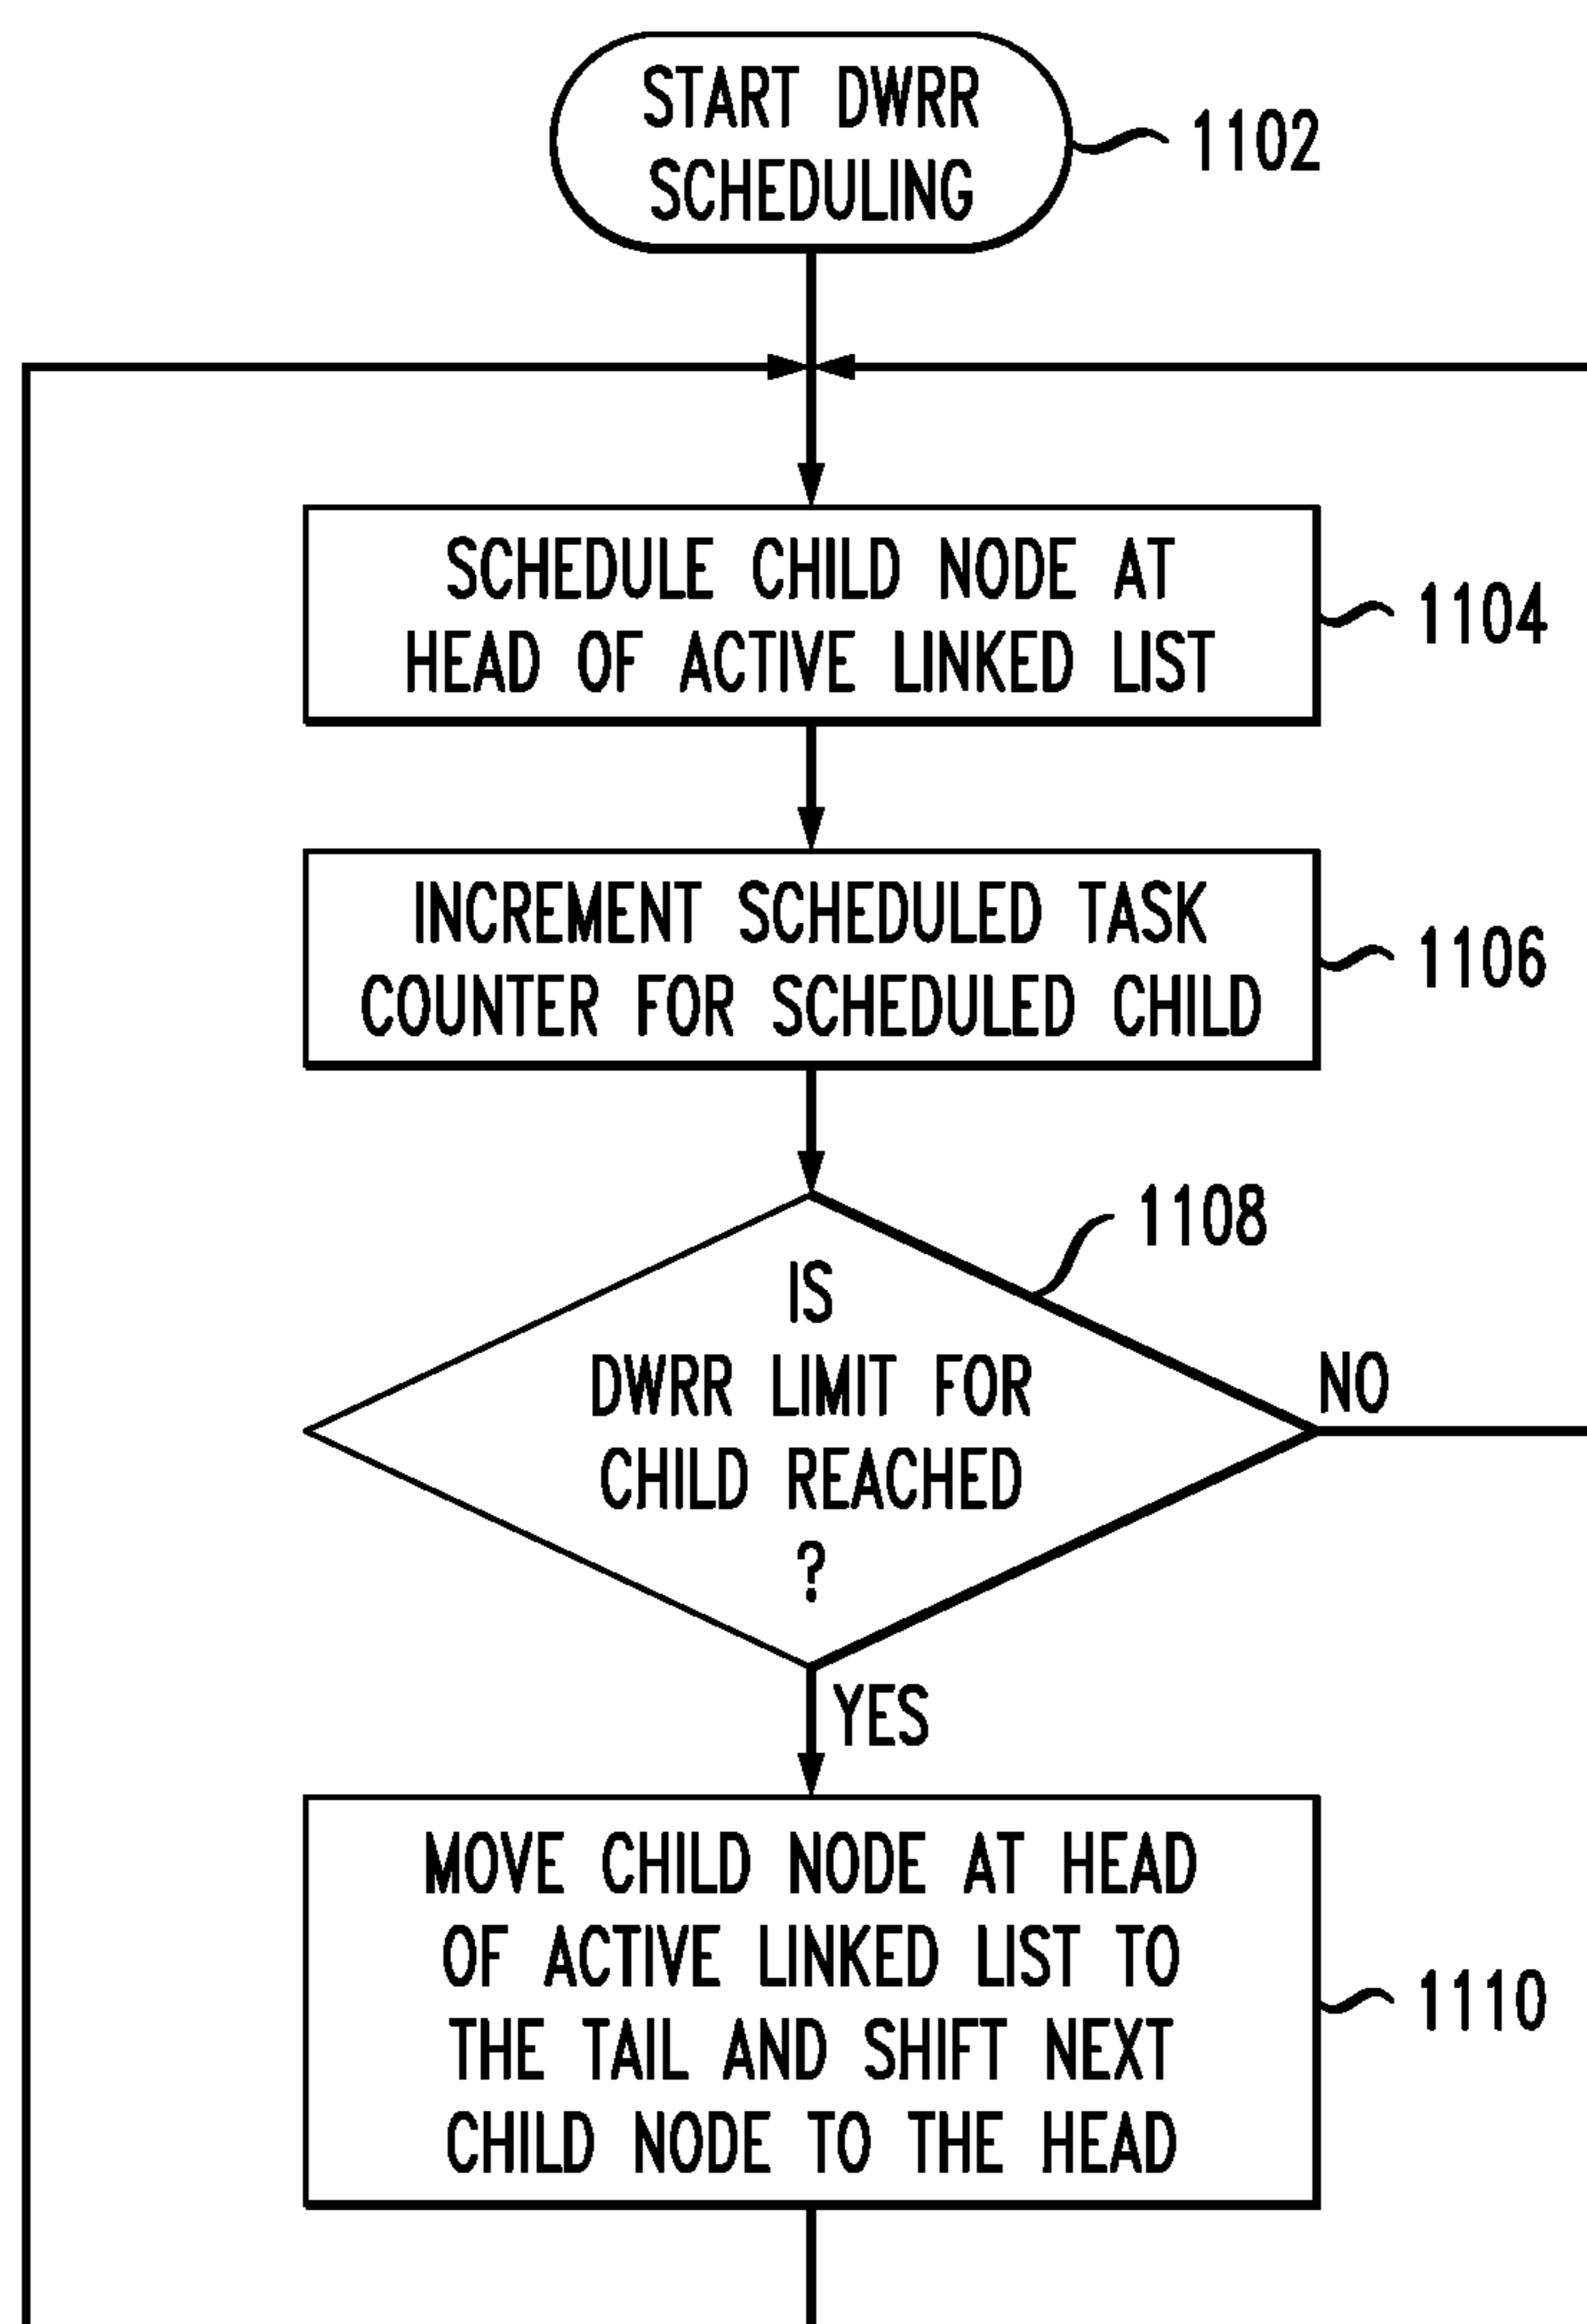 START DWRR
SCHEDULING
1102
SCHEDULE CHILD NODE AT
HEAD OF ACTIVE LINKED LIST
1104
INCREMENT SCHEDULED TASK
COUNTER FOR SCHEDULED CHILD
1106
1108
IS
DWRR LIMIT FOR
CHILD REACHED
?
NO
YES
MOVE CHILD NODE AT HEAD
OF ACTIVE LINKED LIST TO
THE TAIL AND SHIFT NEXT
CHILD NODE TO THE HEAD
1110